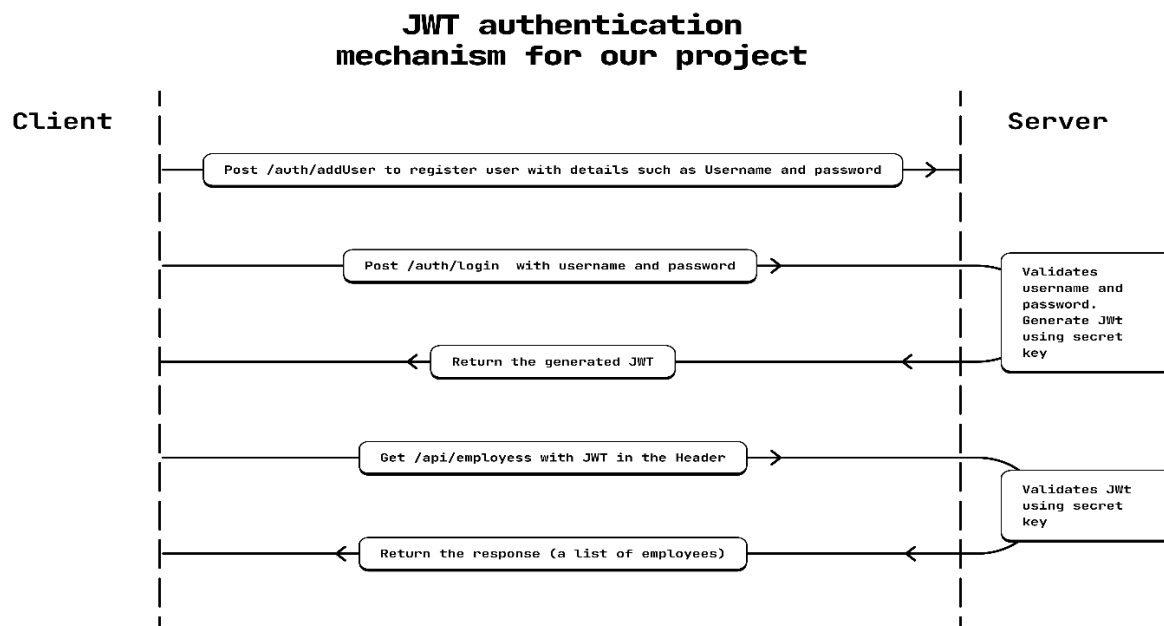 JWT authentication
mechanism for our project
Client
Server
Post /auth/addUser to register user with details such as Username and password
Post /auth/login  with username and password
Validates
username and
password.
Generate JWt
using secret
key
Return the generated JWT
Get /api/employess with JWT in the Header
Validates JWt
using secret
key
Return the response (a list of employees)